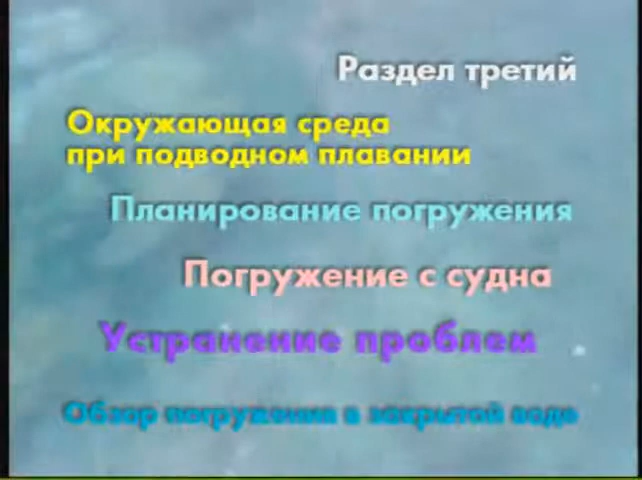 Раздел третий
Окружающая среда
при подводном плавании
Планирование погружения
Погружение с судна
Устранение проблем
Обзор погружения в закрытой воде